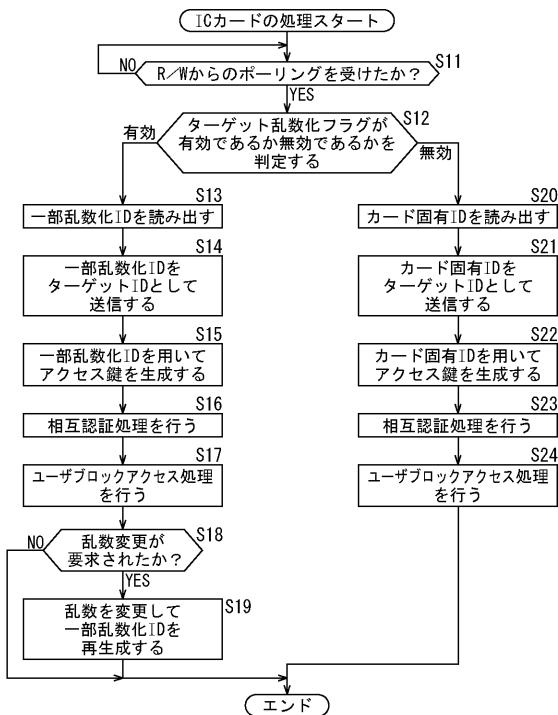 ICカードの処理スタート
S11
NO
R/Wからのポーリングを受けたか?
YES
S12
ターゲット乱数化フラグが
有効であるか無効であるかを
判定する
有効
無効
S13
一部乱数化IDを読み出す
S14
一部乱数化IDを
ターゲットIDとして
送信する
S15
一部乱数化IDを用いて
アクセス鍵を生成する
S16
相互認証処理を行う
S17
ユーザブロックアクセス処理
を行う
S18
NO
乱数変更が
要求されたか?
YES
S19
乱数を変更して
一部乱数化IDを
再生成する
S20
カード固有IDを読み出す
S21
カード固有IDを
ターゲットIDとして
送信する
S22
カード固有IDを用いて
アクセス鍵を生成する
S23
相互認証処理を行う
S24
ユーザブロックアクセス処理
を行う
エンド